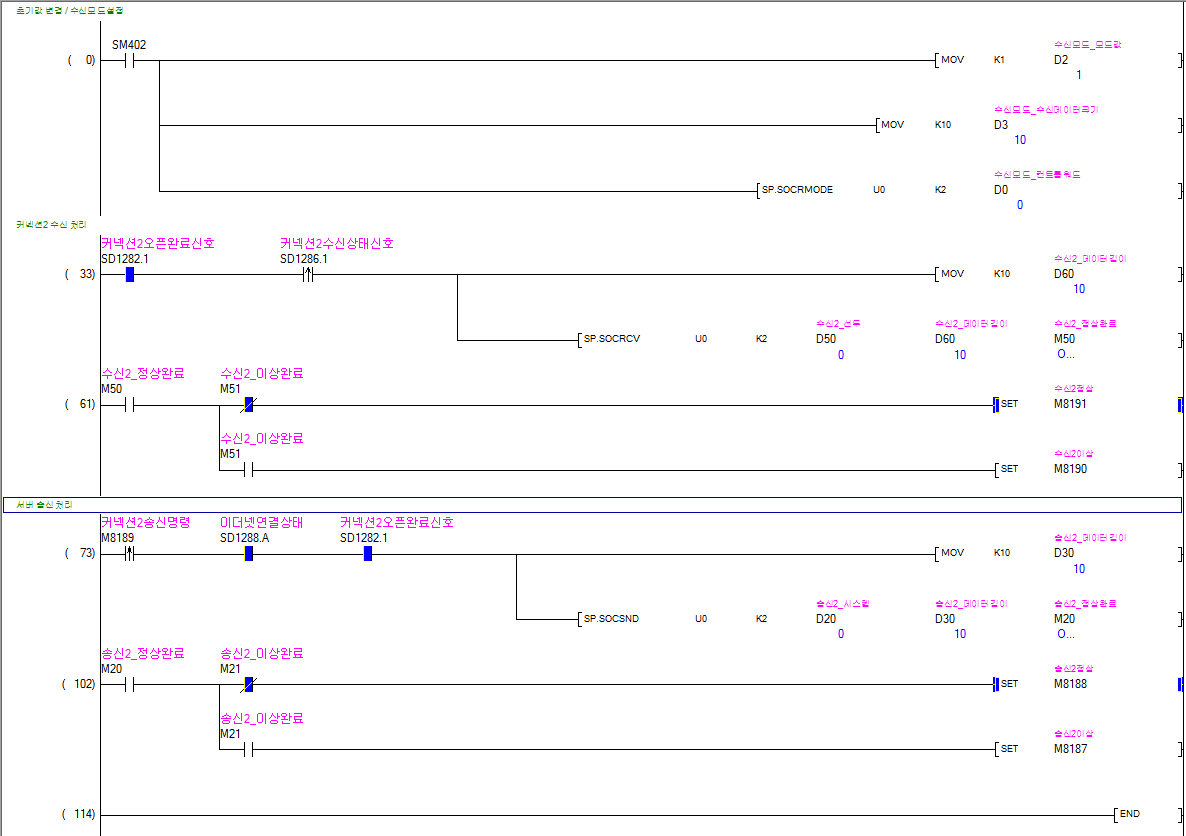 초기값 변경 / 수신모드설정
SM402
수신모드_모드값
( 0) MOV K1 D2
1
수신모드_수신데이터크기
MOV K10 D3
10
수신모드_컨트롤워드
SP.SOCRMODE U0 K2 D0
0
커넥션2 수신 처리
커넥션2오픈완료신호 커넥션2수신상태신호
SD1282.1 SD1286.1 수신2_데이터길이
( 33) MOV K10 D60
10
수신2_선두 수신2_데이터길이 수신2_정상완료
SP.SOCRCV U0 K2 D50 D60 M50
0 10 O...
수신2_정상완료 수신2_이상완료
M50 M51 수신2정상
( 61) SET M8191
수신2_이상완료
M51 수신2이상
SET M8190
서버 송신 처리
커넥션2송신명령 이더넷연결상태 커넥션2오픈완료신호
M8189 SD1288.A SD1282.1 송신2_데이터길이
( 73) MOV K10 D30
10
송신2_시스템 송신2_데이터길이 송신2_정상완료
SP.SOCSND U0 K2 D20 D30 M20
0 10 O...
송신2_정상완료 송신2_이상완료
M20 M21 송신2정상
( 102) SET M8188
송신2_이상완료
M21 송신2이상
SET M8187
( 114) END